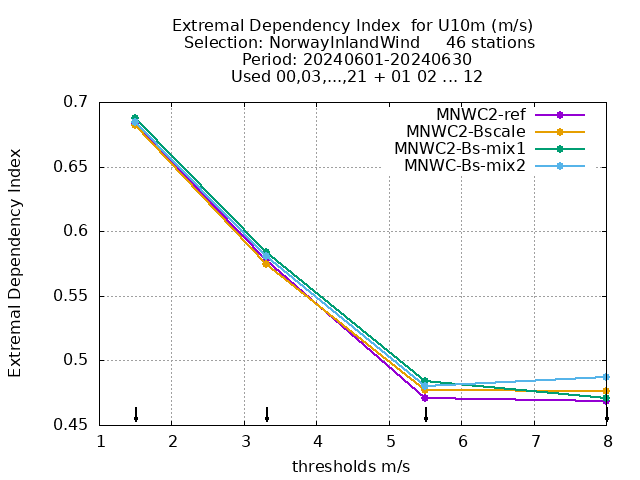 Extremal Dependency Index  for U10m (m/s)
Selection: NorwayInlandWind     46 stations
Period: 20240601-20240630
Used 00,03,...,21 + 01 02 ... 12
MNWC2-ref
MNWC2-Bscale
MNWC2-Bs-mix1
MNWC-Bs-mix2
Extremal Dependency Index
0.7
0.65
0.6
0.55
0.5
0.45
1 2 3 4 5 6 7 8
thresholds m/s